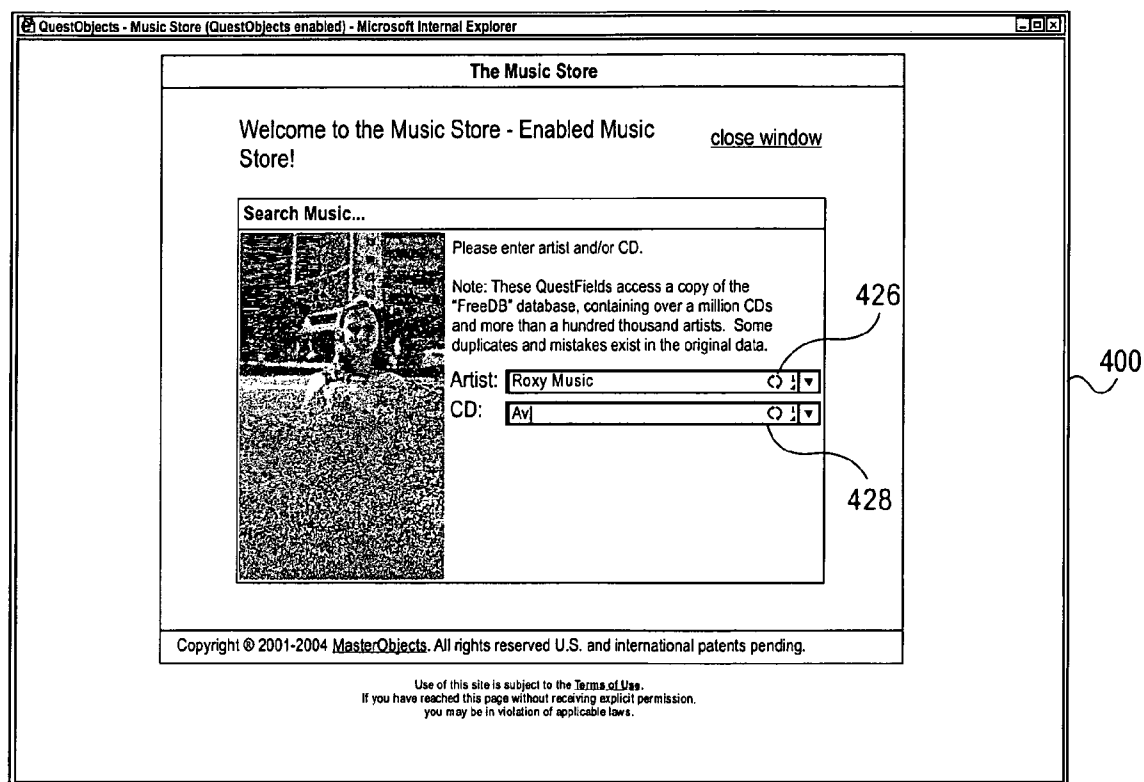 QuestObjects - Music Store (QuestObjects enabled) - Microsoft Internal Explorer
The Music Store
Welcome to the Music Store - Enabled Music
Store!
close window
Search Music...
Please enter artist and/or CD.
Note: These QuestFields access a copy of the
"FreeDB" database, containing over a million CDs
and more than a hundred thousand artists. Some
duplicates and mistakes exist in the original data.
426
Artist: Roxy Music
400
CD: Av
428
Copyright ® 2001-2004 MasterObjects. All rights reserved U.S. and international patents pending.
Use of this site is subject to the Terms of Use.
If you have reached this page without receiving explicit permission.
you may be in violation of applicable laws.